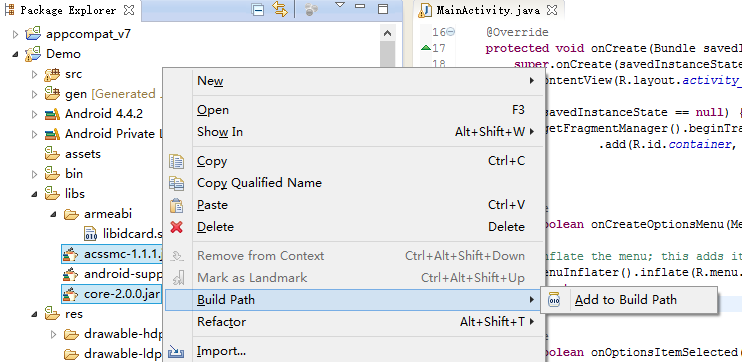 Package Explorer
appcompat_v7
Demo
src
gen [Generated
Android 4.4.2
Android Private L
assets
bin
libs
armeabi
libidcard.s
acssmc-1.1.1.
android-supp
core-2.0.0.jar
res
drawable-hdp
drawable-ldp
New
Open F3
Show In Alt+Shift+W
Copy Ctrl+C
Copy Qualified Name
Paste Ctrl+V
Delete Delete
Remove from Context Ctrl+Alt+Shift+Down
Mark as Landmark Ctrl+Alt+Shift+Up
Build Path
Refactor Alt+Shift+T
Import...
Add to Build Path
MainActivity.java
16 @Override
17 protected void onCreate(Bundle savedI
18 super.onCreate(savedInstanceState
ontentView(R.layout.activity_
savedInstanceState == null) {
getFragmentManager().beginTra
.add(R.id.container,
e
olean onCreateOptionsMenu(Me
nflate the menu; this adds it
enuInflater().inflate(R.menu.
olean onOptionsItemSelected(